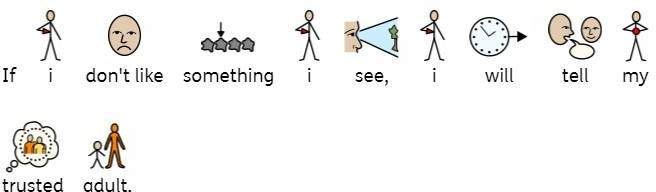 If i don't like something i see, i will tell my
trusted adult.